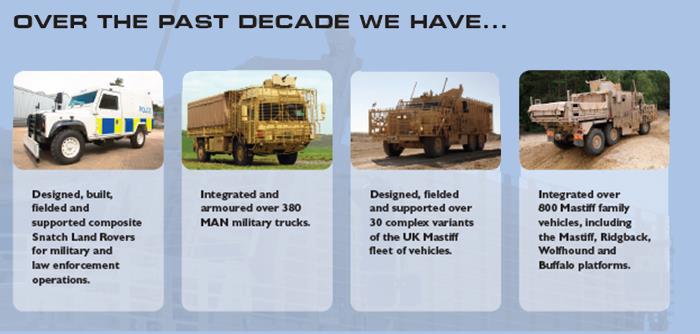 OVER THE PAST DECADE WE HAVE...
POLICE
Designed, built,
fielded and
supported composite
Snatch Land Rovers
for military and
law enforcement
operations.
Integrated and
armoured over 380
MAN military trucks.
Designed, fielded
and supported over
30 complex variants
of the UK Mastiff
fleet of vehicles.
Integrated over
800 Mastiff family
vehicles, including
the Mastiff, Ridgback,
Wolfhound and
Buffalo platforms.